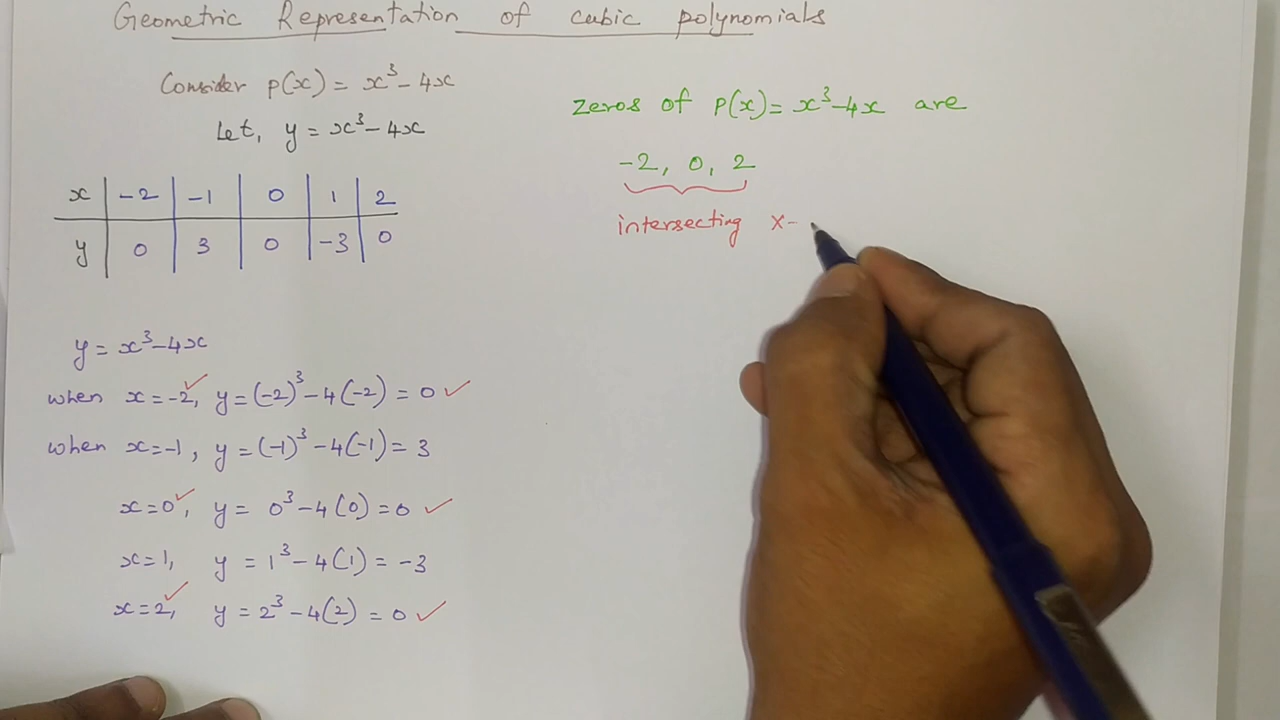 Geometric Representation of cubic polynomials
Consider p(x) = x³ - 4x
Let, y = x³ - 4x
x | -2 | -1 | 0 | 1 | 2
y | 0 | 3 | 0 | -3 | 0
y = x³ - 4x
when x = -2, y = (-2)³ - 4(-2) = 0 ✓
when x = -1, y = (-1)³ - 4(-1) = 3
x = 0, y = 0³ - 4(0) = 0 ✓
x = 1, y = 1³ - 4(1) = -3
x = 2, y = 2³ - 4(2) = 0 ✓
zeros of P(x) = x³ - 4x are
-2, 0, 2
intersecting x-